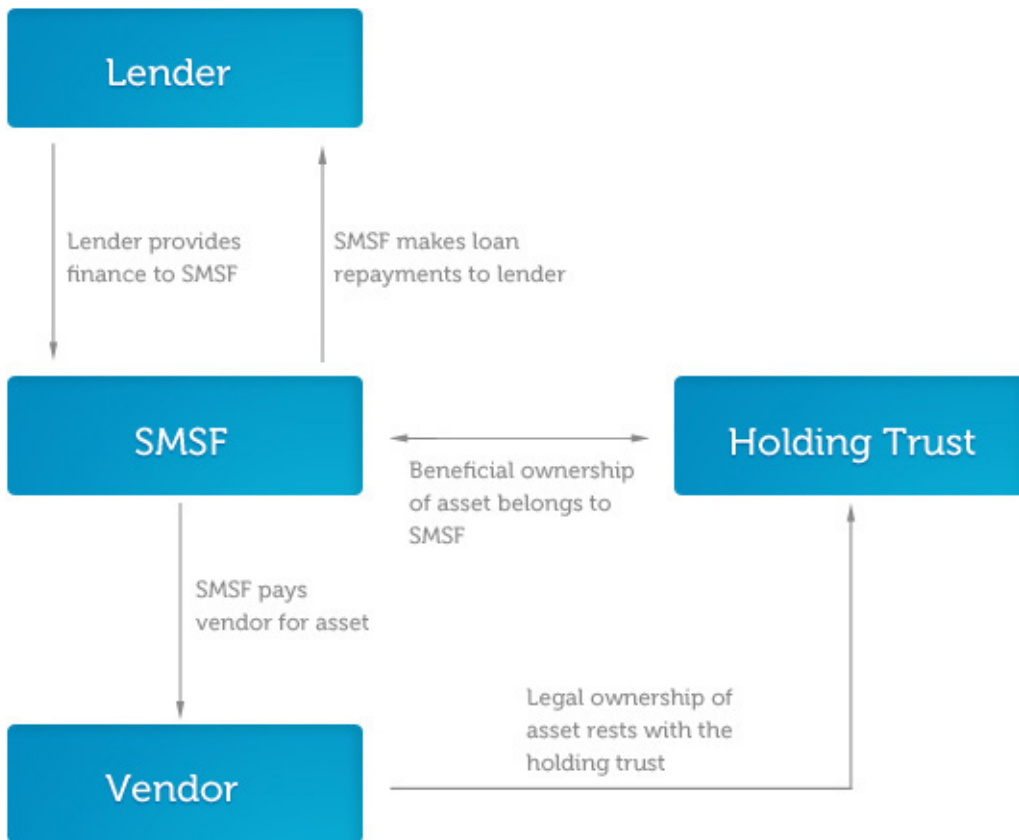 Lender
Lender provides
finance to SMSF
SMSF makes loan
repayments to lender
SMSF
Holding Trust
Beneficial ownership
of asset belongs to
SMSF
SMSF pays
vendor for asset
Legal ownership of
asset rests with the
holding trust
Vendor